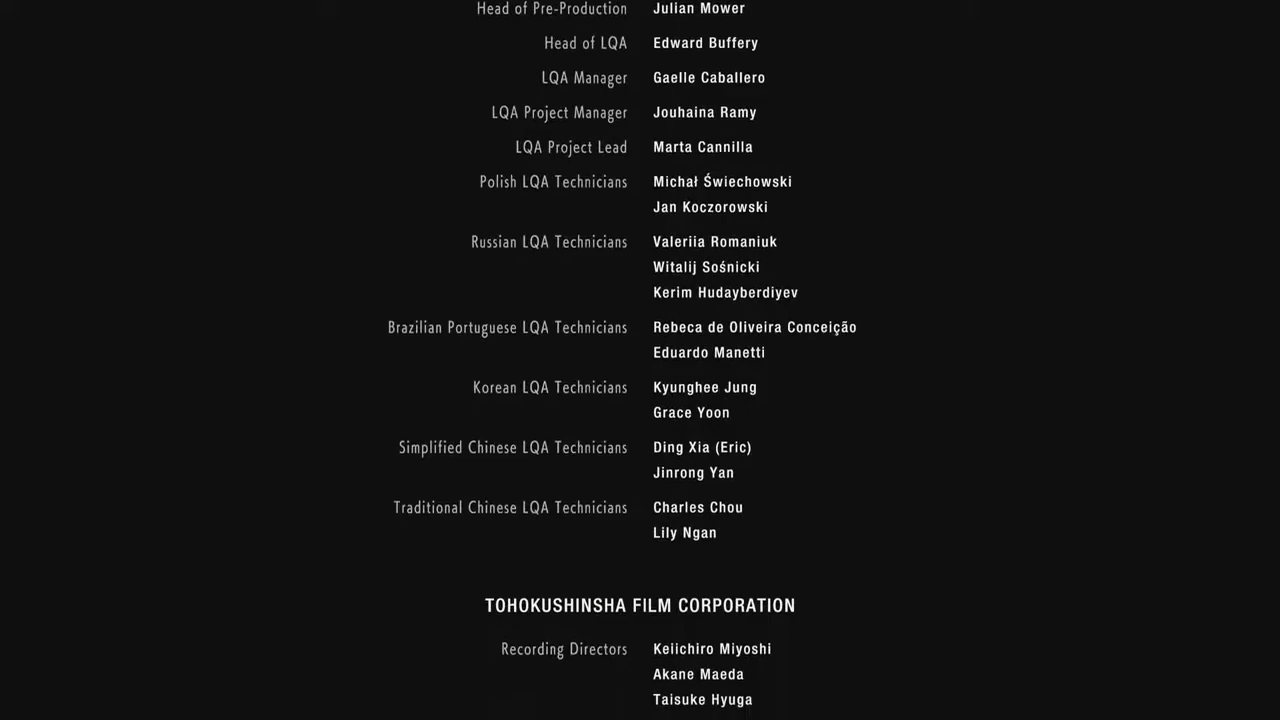 Head of Pre-Production Julian Mower
Head of LQA Edward Buffery
LQA Manager Gaelle Caballero
LQA Project Manager Jouhaina Ramy
LQA Project Lead Marta Cannilla
Polish LQA Technicians Michał Świechowski
Jan Koczorowski
Russian LQA Technicians Valeriia Romaniuk
Witalij Sośnicki
Kerim Hudayberdiyev
Brazilian Portuguese LQA Technicians Rebeca de Oliveira Conceição
Eduardo Manetti
Korean LQA Technicians Kyunghee Jung
Grace Yoon
Simplified Chinese LQA Technicians Ding Xia (Eric)
Jinrong Yan
Traditional Chinese LQA Technicians Charles Chou
Lily Ngan
TOHOKUSHINSHA FILM CORPORATION
Recording Directors Keiichiro Miyoshi
Akane Maeda
Taisuke Hyuga